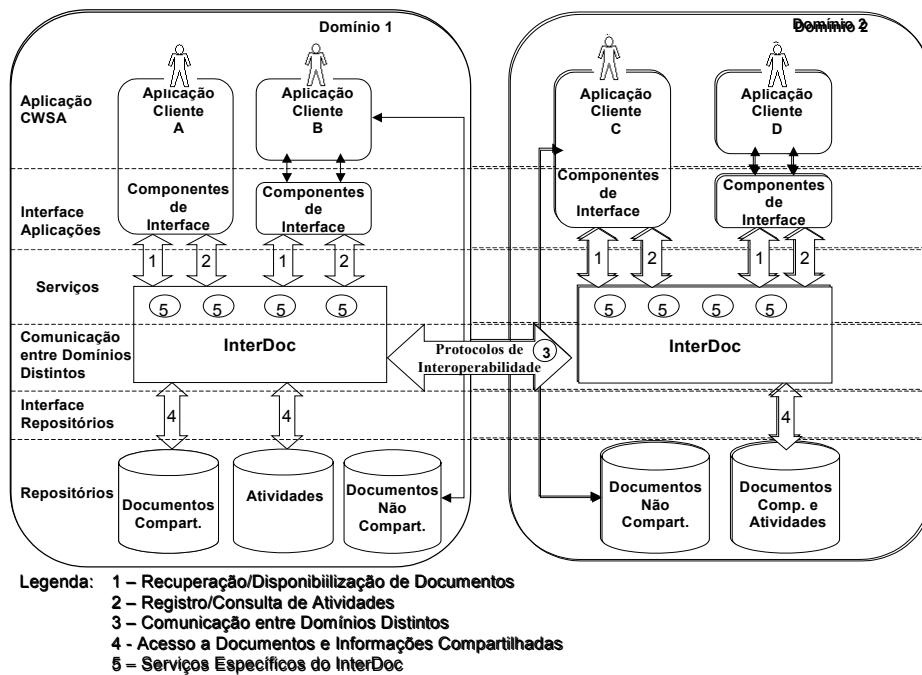 Domínio 1
Domínio 2
Aplicação
CWSA
Aplicação
Cliente
A
Aplicação
Cliente
B
Aplicação
Cliente
C
Aplicação
Cliente
D
Interface
Aplicações
Componentes
de
Interface
Componentes
de
Interface
Componentes
de
Interface
Componentes
de
Interface
1
2
1
2
1
2
1
2
Serviços
5
5
5
5
5
5
5
5
Comunicação
entre Domínios
Distintos
InterDoc
Protocolos de
Interoperabilidade
3
InterDoc
Interface
Repositórios
4
4
4
Repositórios
Documentos
Compart.
Atividades
Documentos
Não
Compart.
Documentos
Não
Compart.
Documentos
Comp. e
Atividades
Legenda: 1 – Recuperação/Disponibiilização de Documentos
2 – Registro/Consulta de Atividades
3 – Comunicação entre Domínios Distintos
4 - Acesso a Documentos e Informações Compartilhadas
5 – Serviços Específicos do InterDoc